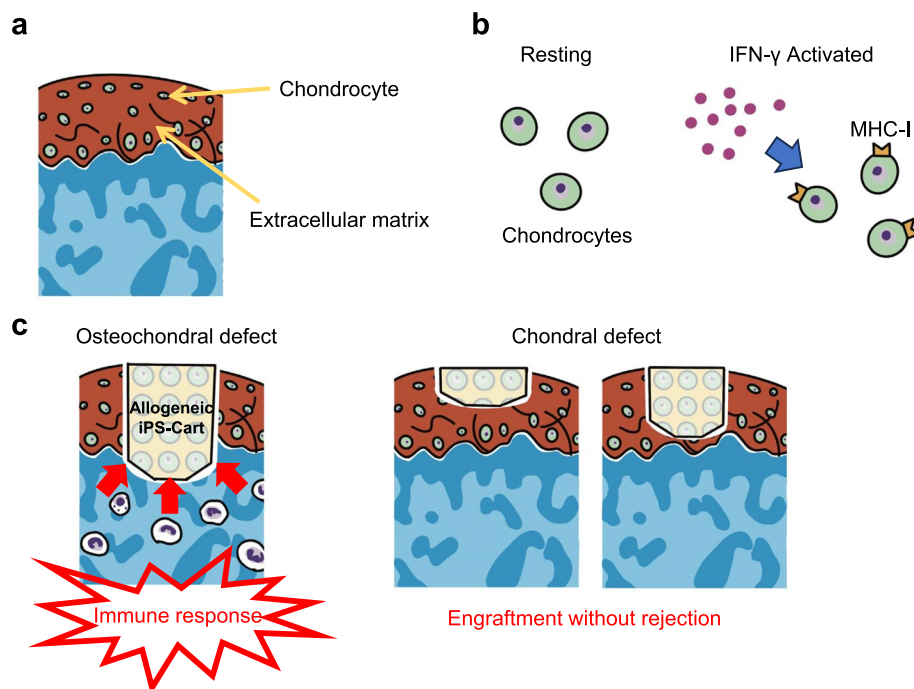 a
Chondrocyte
Extracellular matrix
b
Resting
IFN-γ Activated
MHC-I
Chondrocytes
c
Osteochondral defect
Chondral defect
Allogeneic
iPS-Cart
Immune response
Engraftment without rejection